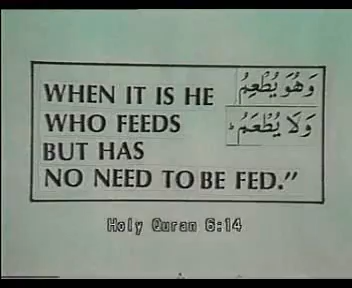 WHEN IT IS HE
WHO FEEDS
BUT HAS
NO NEED TO BE FED."
وَهُوَ يُطْعِمُ
وَلَا يُطْعَمُ ۗ
Holy Quran 6:14